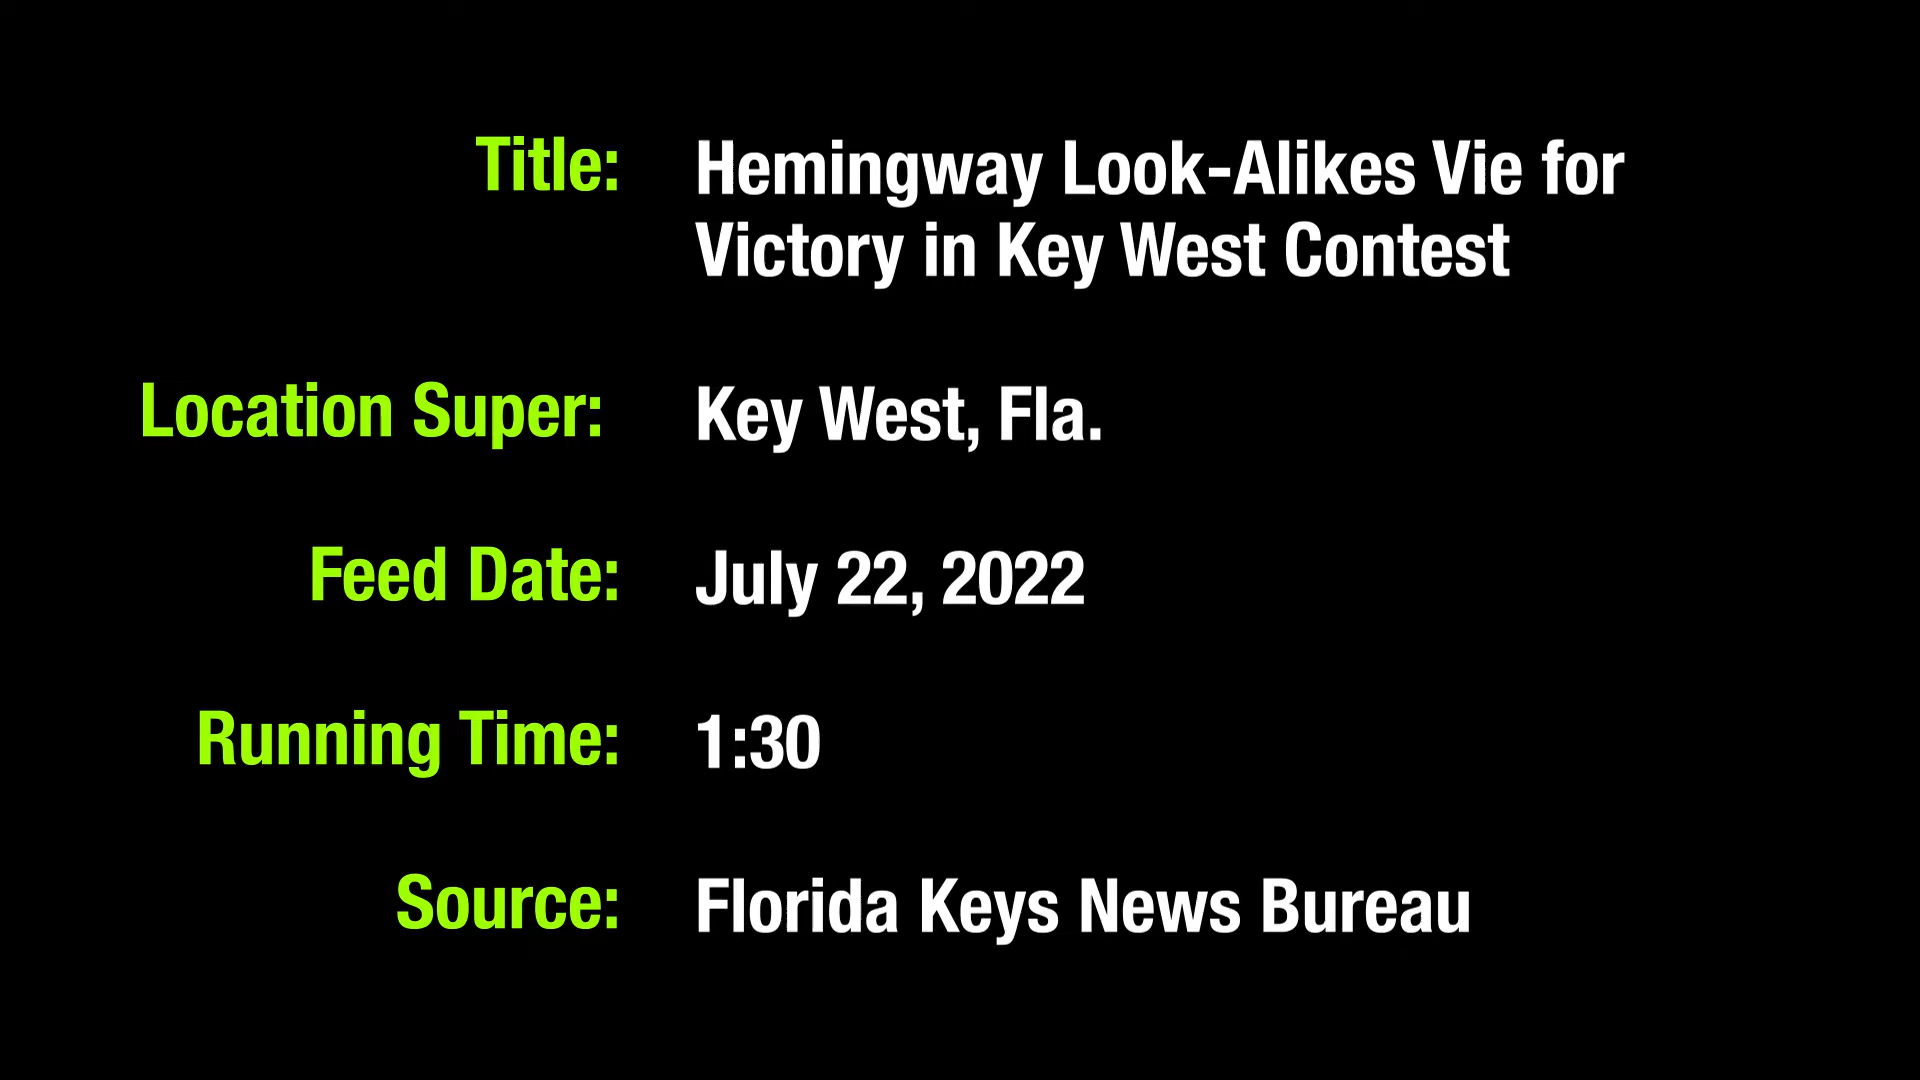 Title: Hemingway Look-Alikes Vie for
Victory in Key West Contest
Location Super: Key West, Fla.
Feed Date: July 22, 2022
Running Time: 1:30
Source: Florida Keys News Bureau